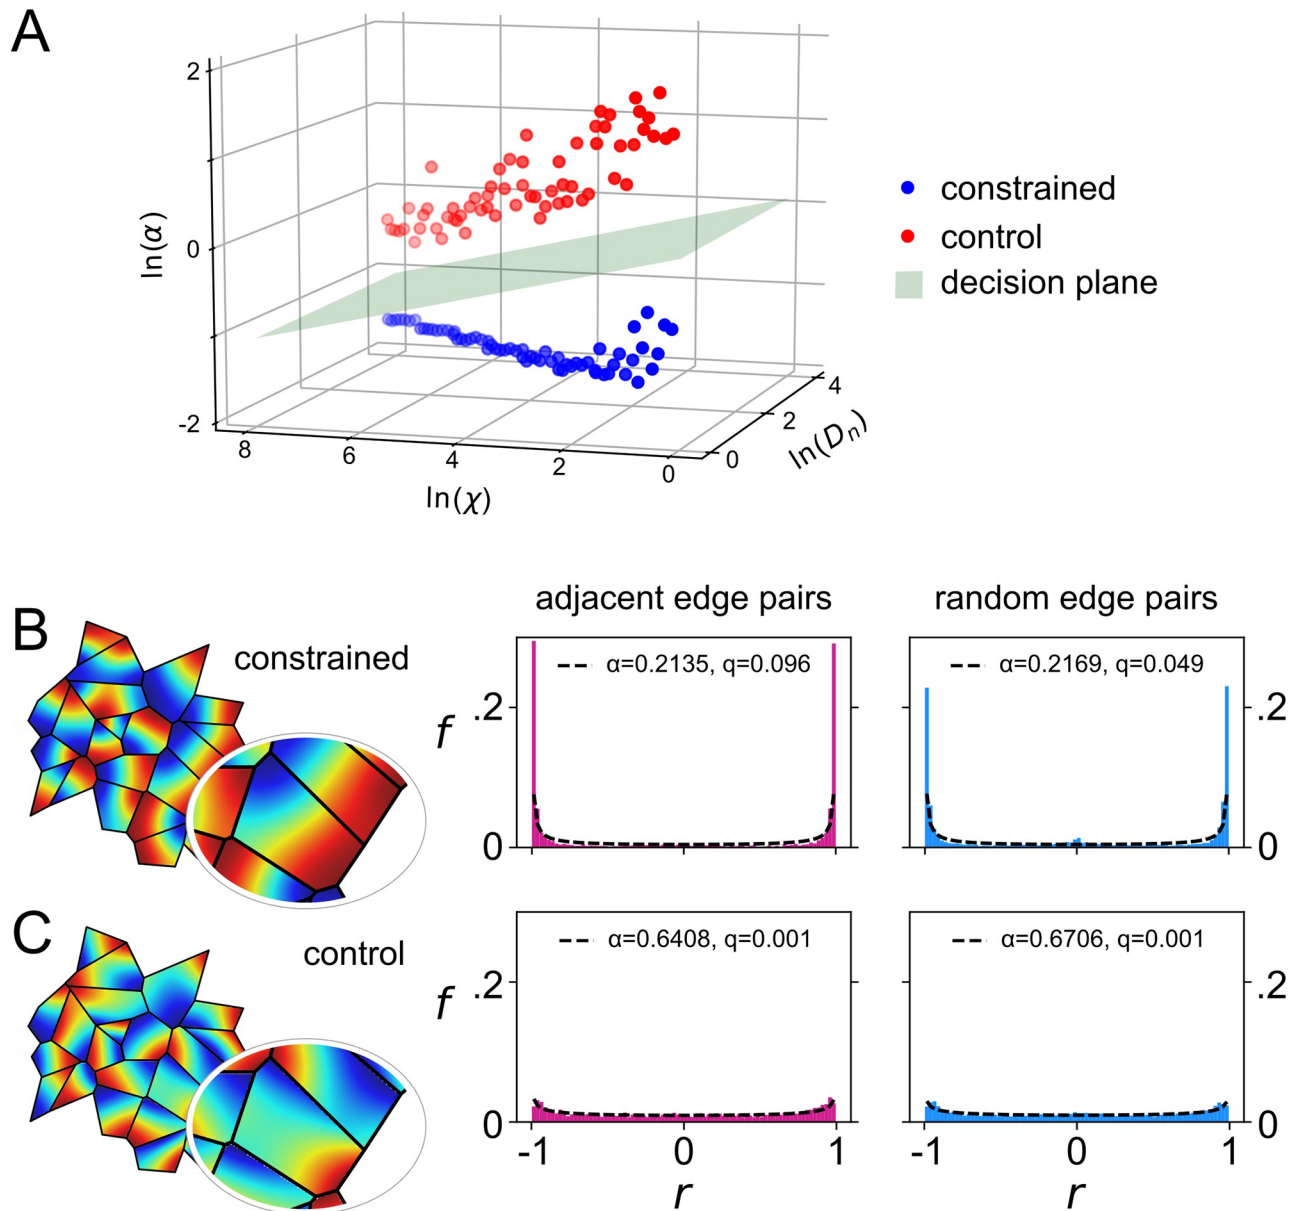 A
2
0
-2
ln(α)
8
6
4
2
0
ln(χ)
0
2
4
ln(Dₙ)
constrained
control
decision plane
adjacent edge pairs
random edge pairs
B
constrained
α=0.2135, q=0.096
α=0.2169, q=0.049
f
.2
0
.2
0
C
control
α=0.6408, q=0.001
α=0.6706, q=0.001
f
.2
0
.2
0
-1
0
1
-1
0
1
r
r